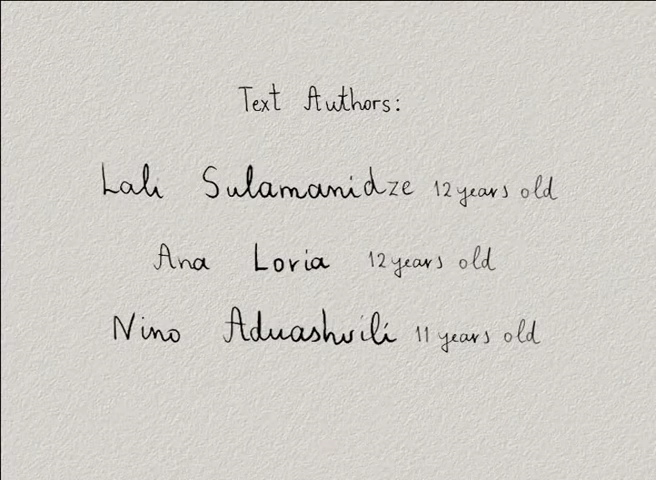 Text Authors:
Lali Sulamanidze 12 years old
Ana Loria 12 years old
Nino Aduashvili 11 years old